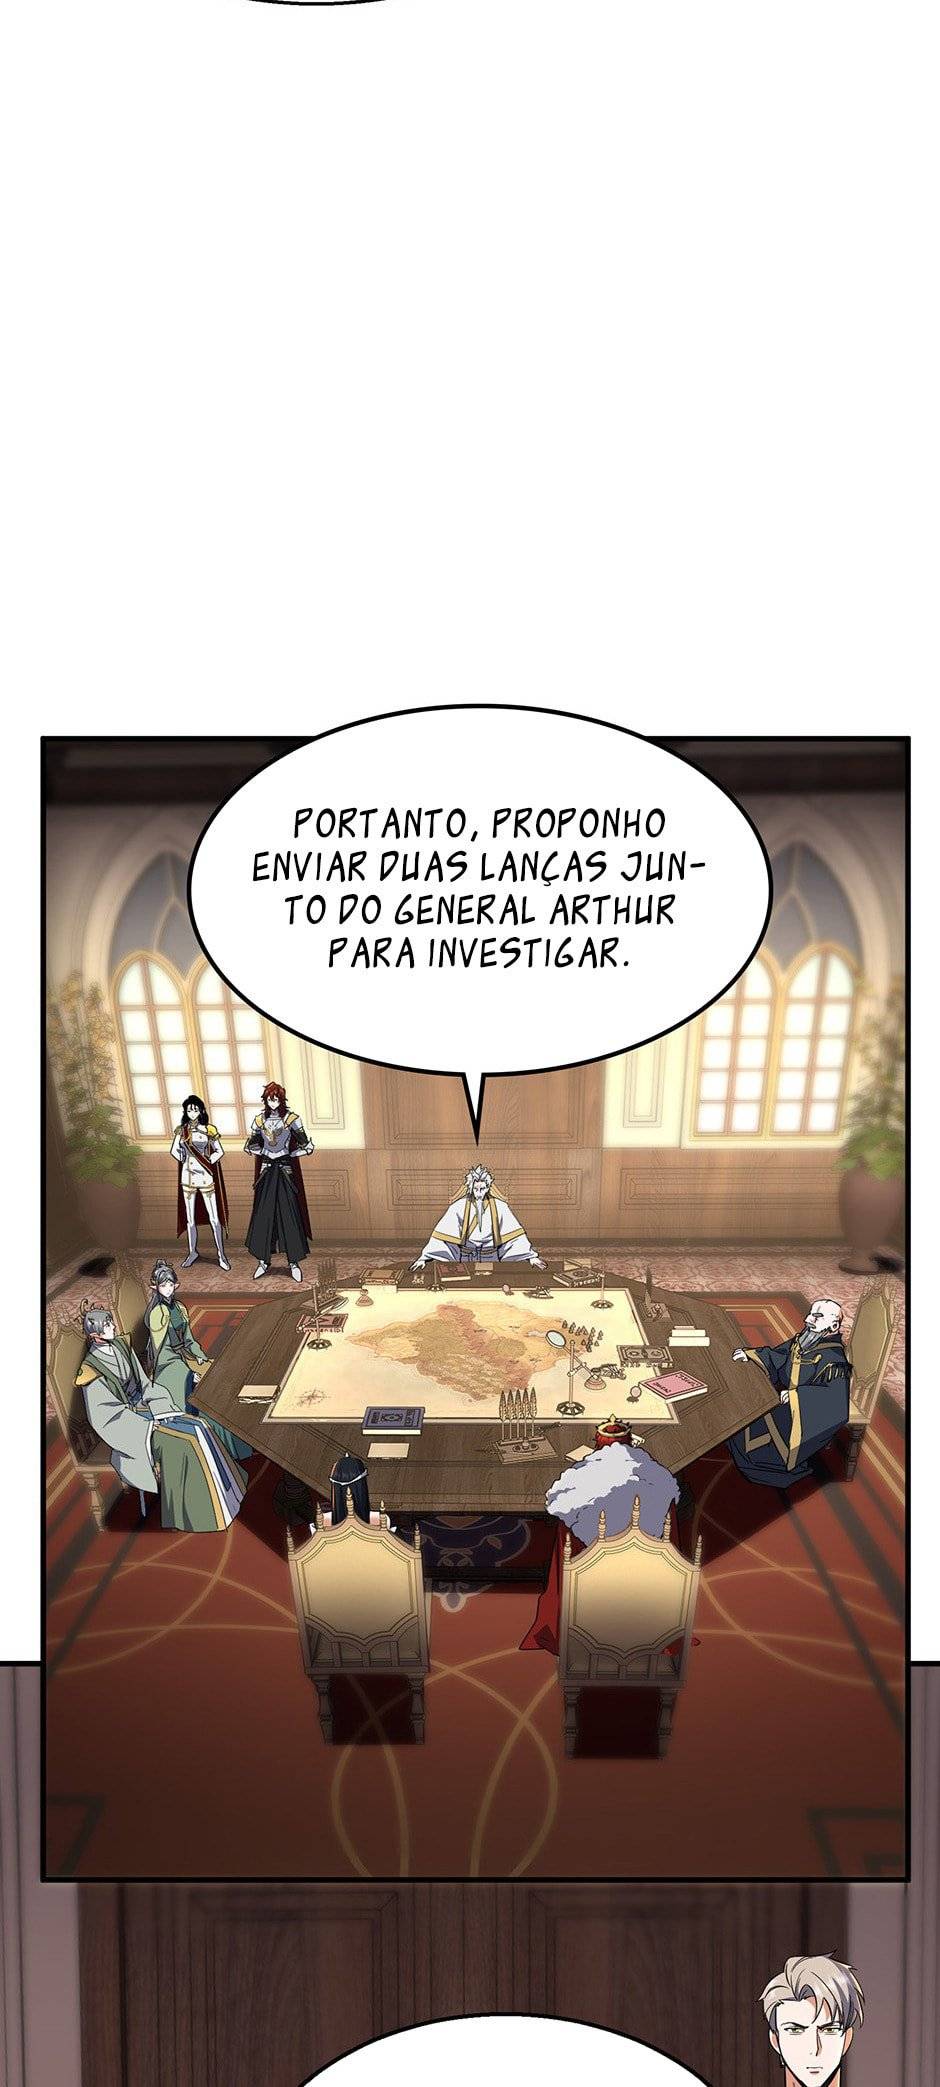 PORTANTO, PROPONHO
ENVIAR DUAS LANÇAS JUN-
TO DO GENERAL ARTHUR
PARA INVESTIGAR.